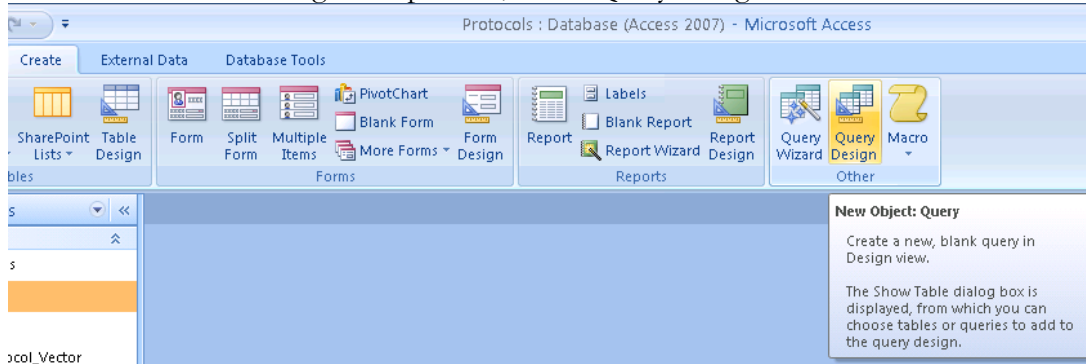 Protocols : Database (Access 2007) - Microsoft Access
Create External Data Database Tools
SharePoint Lists
Table Design
Form
Split Form
Multiple Items
PivotChart
Blank Form
More Forms
Form Design
Forms
Report
Labels
Blank Report
Report Wizard
Report Design
Reports
Query Wizard
Query Design
Macro
Other
New Object: Query
Create a new, blank query in
Design view.
The Show Table dialog box is
displayed, from which you can
choose tables or queries to add to
the query design.